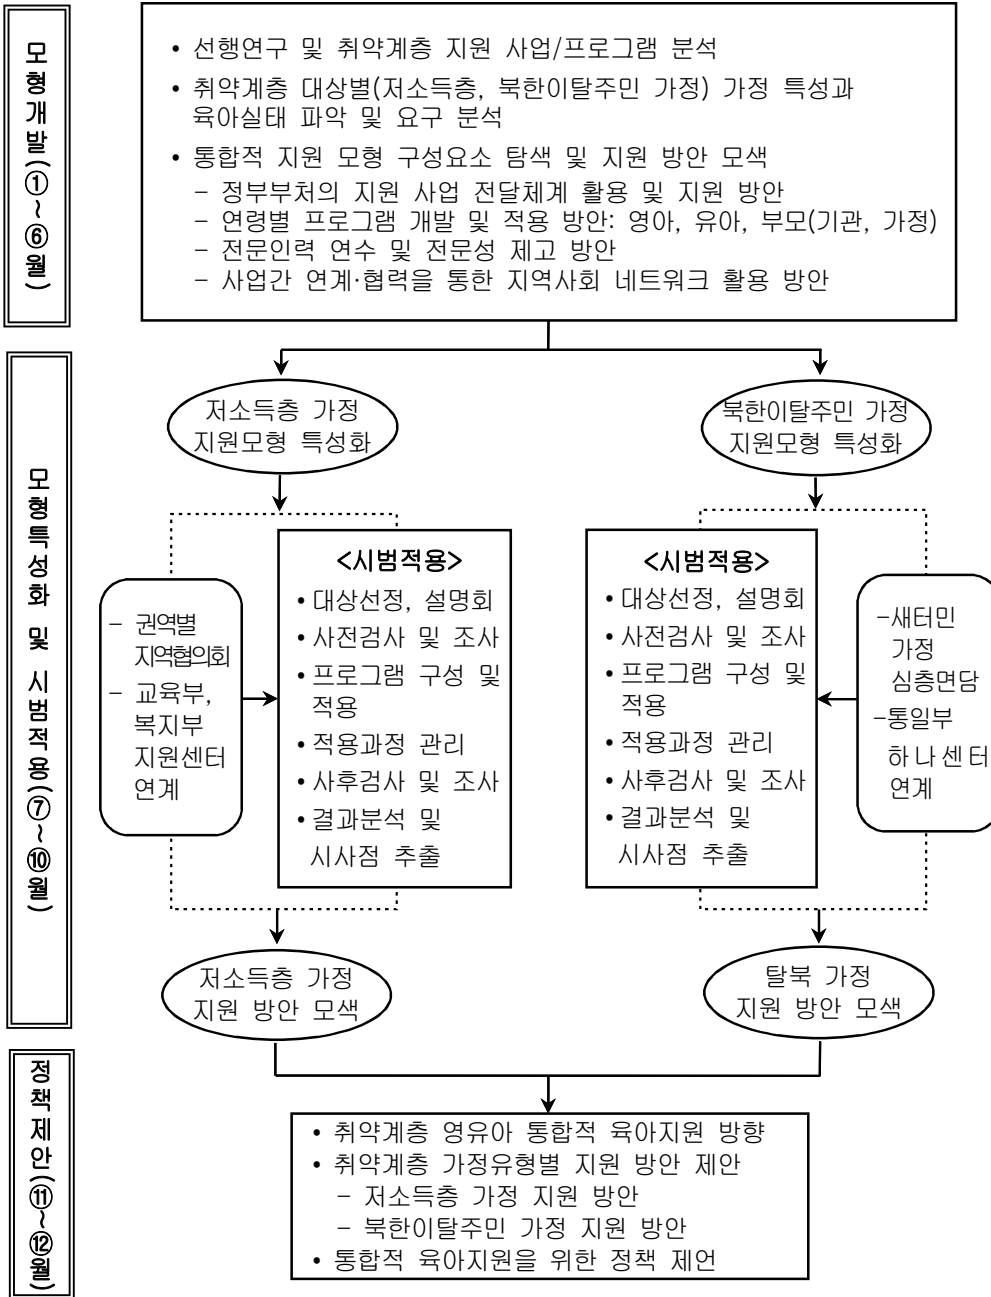 모형개발(①~⑥월)
• 선행연구 및 취약계층 지원 사업/프로그램 분석
• 취약계층 대상별(저소득층, 북한이탈주민 가정) 가정 특성과
육아실태 파악 및 요구 분석
• 통합적 지원 모형 구성요소 탐색 및 지원 방안 모색
– 정부부처의 지원 사업 전달체계 활용 및 지원 방안
– 연령별 프로그램 개발 및 적용 방안: 영아, 유아, 부모(기관, 가정)
– 전문인력 연수 및 전문성 제고 방안
– 사업간 연계·협력을 통한 지역사회 네트워크 활용 방안
모형특성화 및 시범적용(⑦~⑩월)
저소득층 가정
지원모형 특성화
– 권역별
지역협의회
– 교육부,
복지부
지원센터
연계
<시범적용>
• 대상선정, 설명회
• 사전검사 및 조사
• 프로그램 구성 및
적용
• 적용과정 관리
• 사후검사 및 조사
• 결과분석 및
시사점 추출
저소득층 가정
지원 방안 모색
북한이탈주민 가정
지원모형 특성화
<시범적용>
• 대상선정, 설명회
• 사전검사 및 조사
• 프로그램 구성 및
적용
• 적용과정 관리
• 사후검사 및 조사
• 결과분석 및
시사점 추출
–새터민
가정
심층면담
–통일부
하나센터
연계
탈북 가정
지원 방안 모색
정책제안(⑪~⑫월)
• 취약계층 영유아 통합적 육아지원 방향
• 취약계층 가정유형별 지원 방안 제안
– 저소득층 가정 지원 방안
– 북한이탈주민 가정 지원 방안
• 통합적 육아지원을 위한 정책 제언